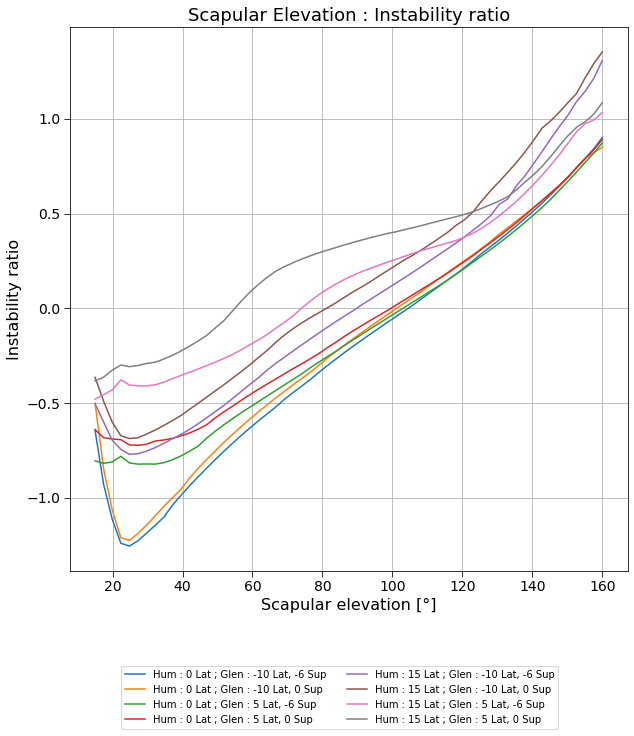 Scapular Elevation : Instability ratio
1.0
0.5
0.0
−0.5
−1.0
Instability ratio
20 40 60 80 100 120 140 160
Scapular elevation [°]
Hum : 0 Lat ; Glen : -10 Lat, -6 Sup
Hum : 0 Lat ; Glen : -10 Lat, 0 Sup
Hum : 0 Lat ; Glen : 5 Lat, -6 Sup
Hum : 0 Lat ; Glen : 5 Lat, 0 Sup
Hum : 15 Lat ; Glen : -10 Lat, -6 Sup
Hum : 15 Lat ; Glen : -10 Lat, 0 Sup
Hum : 15 Lat ; Glen : 5 Lat, -6 Sup
Hum : 15 Lat ; Glen : 5 Lat, 0 Sup